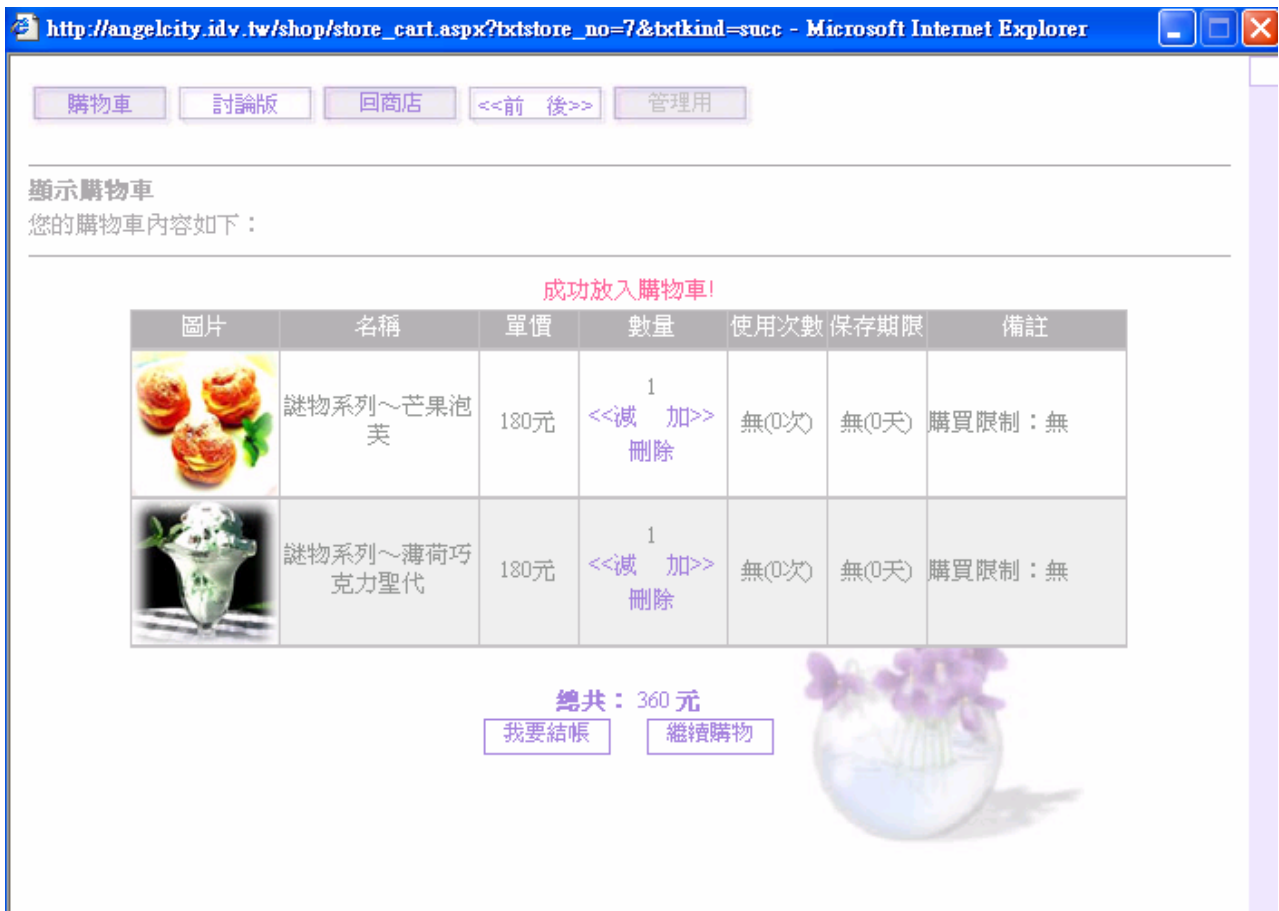 http://angelcity.idv.tw/shop/store_cart.aspx?txtstore_no=7&txtkind=succ - Microsoft Internet Explorer
購物車 討論版 回商店 <<前 後>> 管理用
顯示購物車
您的購物車內容如下：
成功放入購物車!
圖片 名稱 單價 數量 使用次數 保存期限 備註
謎物系列～芒果泡
芙
180元
1
<<減 加>>
刪除
無(0次) 無(0天) 購買限制：無
謎物系列～薄荷巧
克力聖代
180元
1
<<減 加>>
刪除
無(0次) 無(0天) 購買限制：無
總共： 360 元
我要結帳 繼續購物